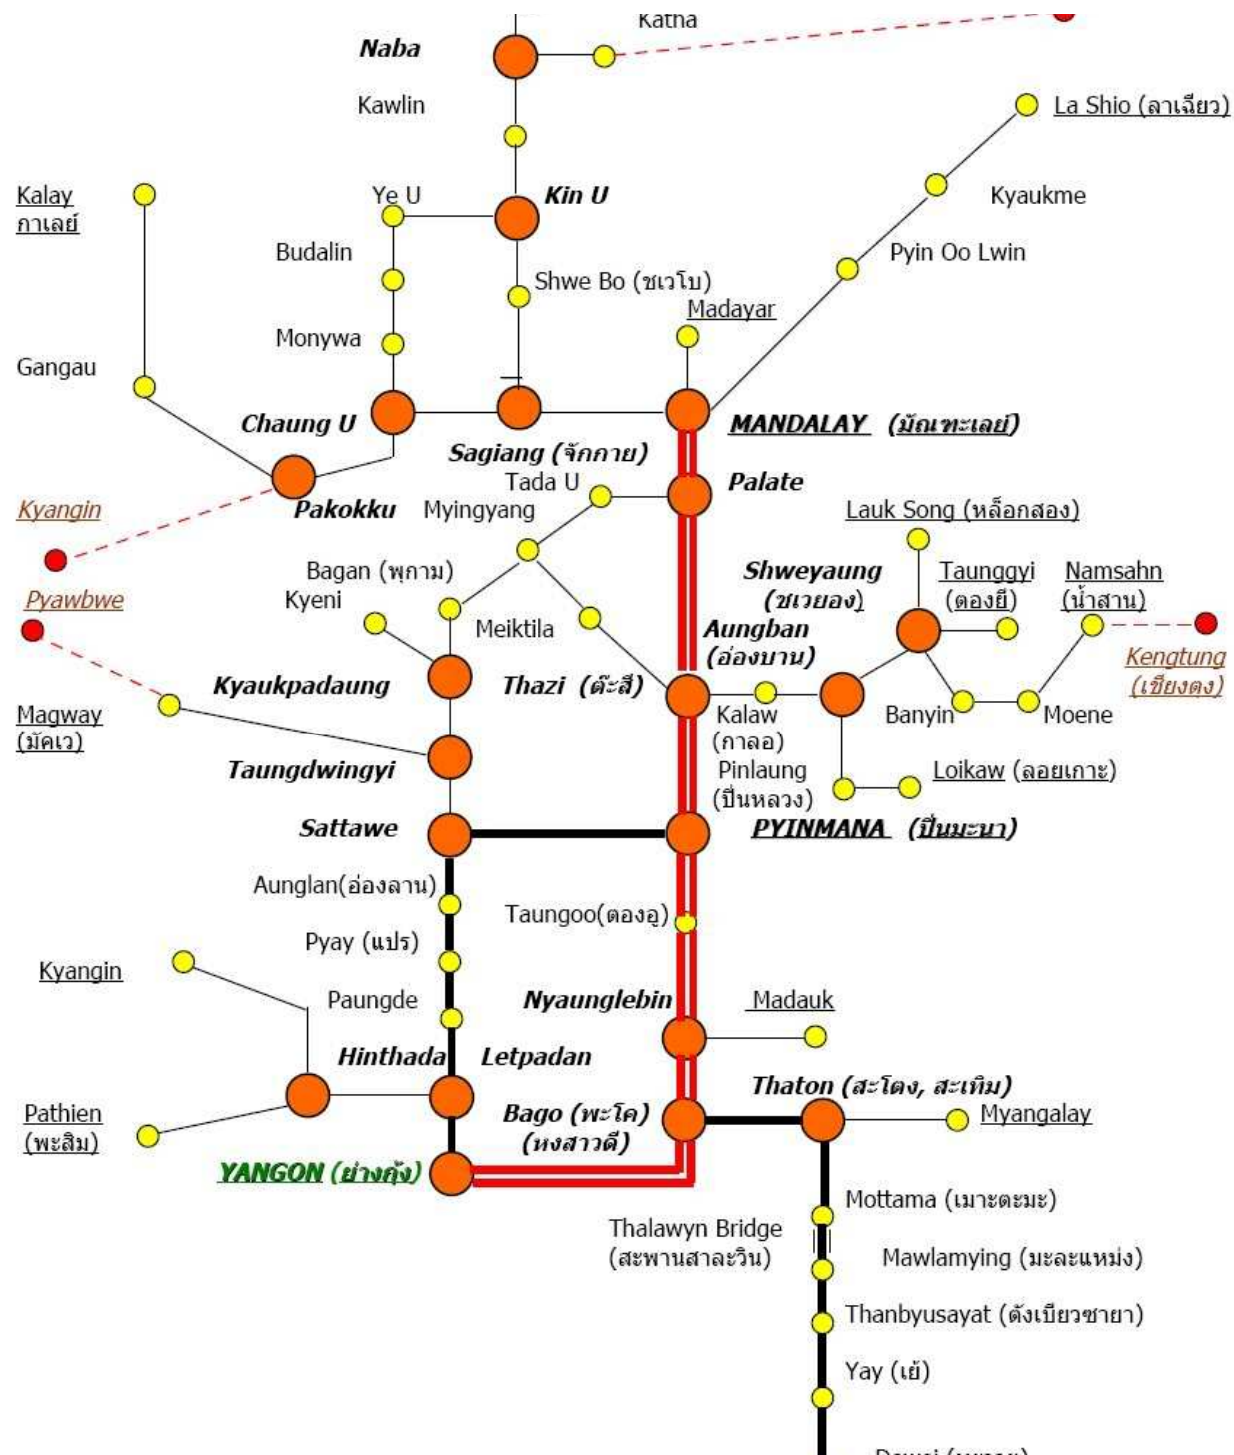 Katha
Naba
Kawlin
La Shio (ลาเฉียว)
Kalay
กาเลย์
Ye U
Kin U
Kyaukme
Budalin
Pyin Oo Lwin
Shwe Bo (ชเวโบ)
Madayar
Monywa
Gangau
Chaung U
MANDALAY (มัณฑะเลย์)
Sagiang (จักกาย)
Tada U
Palate
Kyangin
Pakokku
Myingyang
Lauk Song (หล็อกสอง)
Bagan (พุกาม)
Kyeni
Shweyaung
(ชเวยอง)
Taunggyi
(ตองยี)
Namsahn
(น้ำสาน)
Pyawbwe
Meiktila
Aungban
(อ่องบาน)
Kengtung
(เชียงตุง)
Kyaukpadaung
Thazi (ต๊ะสี)
Magway
(มัคเว)
Kalaw
(กาลอ)
Banyin
Moene
Taungdwingyi
Pinlaung
(ปิ่นหลวง)
Loikaw (ลอยเกาะ)
Sattawe
PYINMANA (ปิ่นมะนา)
Aunglan(อ่องลาน)
Taungoo(ตองอู)
Pyay (แปร)
Kyangin
Paungde
Nyaunglebin
Madauk
Hinthada
Letpadan
Thaton (สะโตง, สะเทิม)
Pathien
(พะสิม)
Bago (พะโค)
(หงสาวดี)
Myangalay
YANGON (ย่างกุ้ง)
Mottama (เมาะตะมะ)
Thalawyn Bridge
(สะพานสาละวิน)
Mawlamying (มะละแหม่ง)
Thanbyusayat (ตังเบียวซายา)
Yay (เย้)